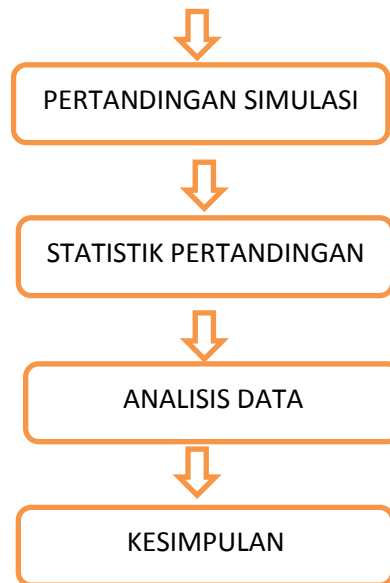 PERTANDINGAN SIMULASI
STATISTIK PERTANDINGAN
ANALISIS DATA
KESIMPULAN